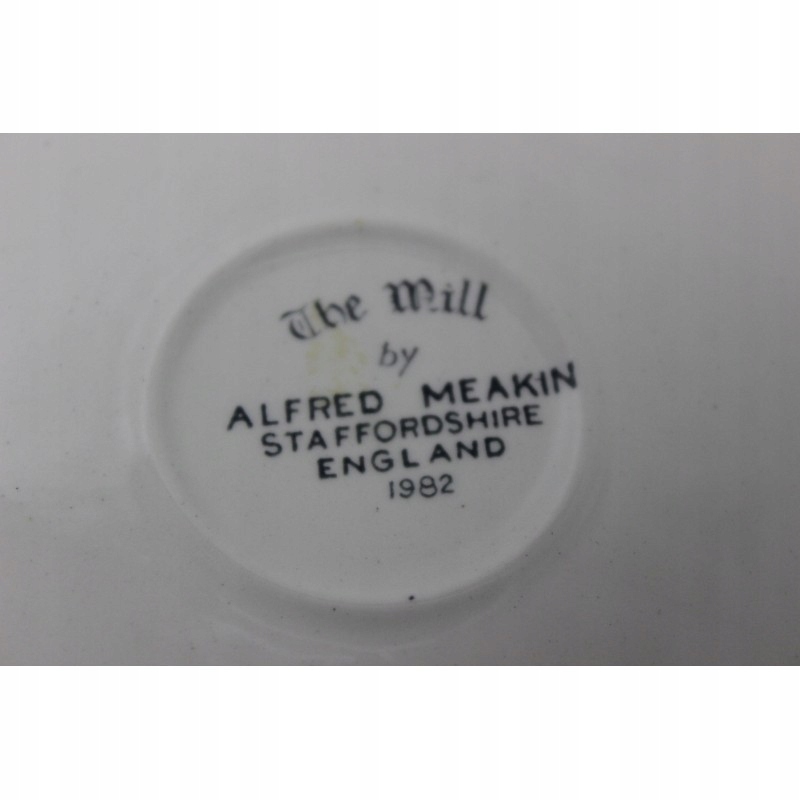 The Mill
by
ALFRED MEAKIN
STAFFORDSHIRE
ENGLAND
1982